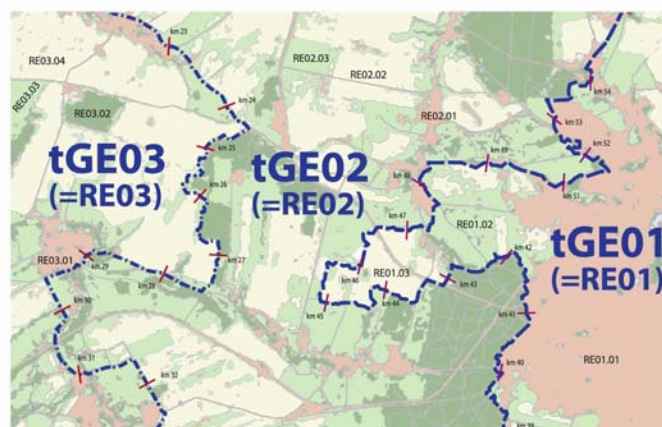 km 23
RE03.04
RE02.03
RE02.02
km 54
RE03.03
RE03.02
km 24
RE02.01
km 53
km 25
km 52
tGE03
(=RE03)
tGE02
(=RE02)
km 49
km 48
km 26
km 51
RE01.02
km 47
tGE01
(=RE01)
km 42
RE03.01
km 29
km 27
km 46
RE01.03
km 28
km 43
km 44
km 30
km 45
km 41
RE01.01
km 31
km 32
km 40
km 39